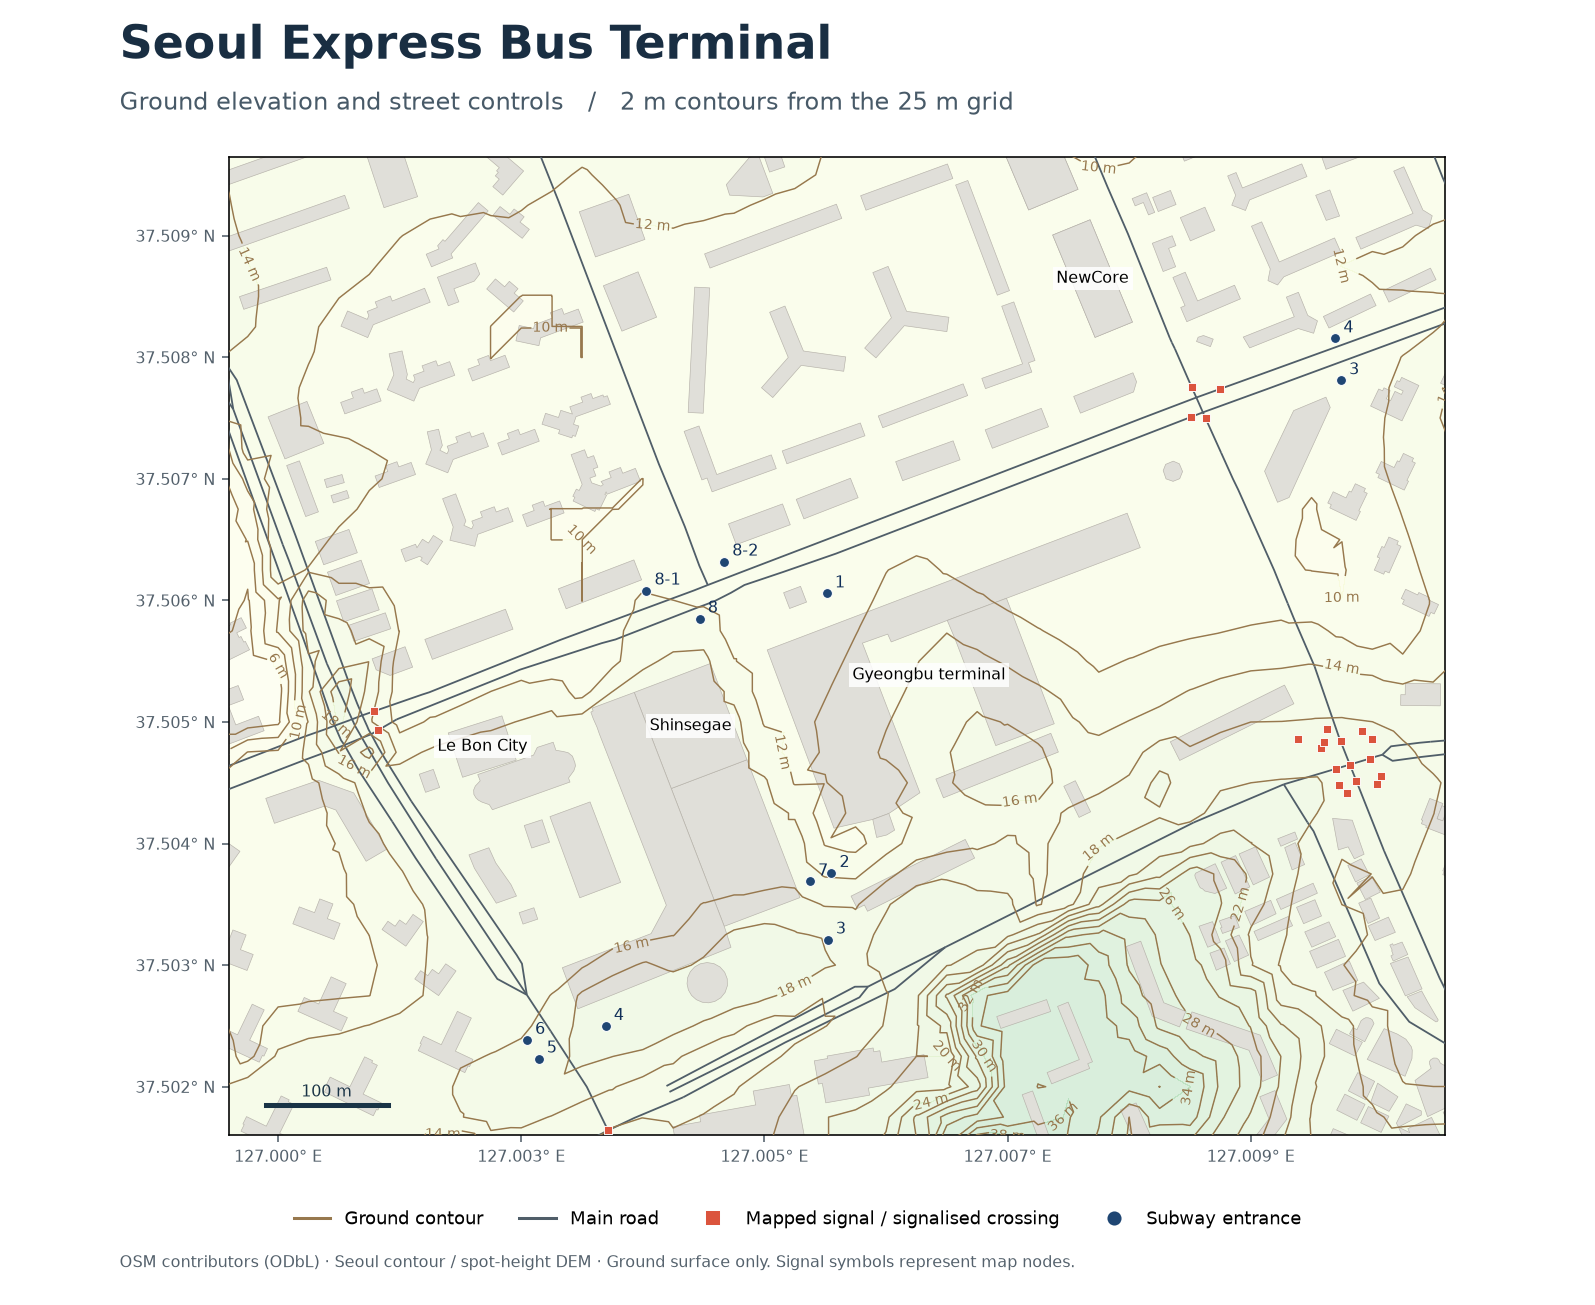 Seoul Express Bus Terminal
Ground elevation and street controls / 2 m contours from the 25 m grid
10 m
37.509° N
12 m
14 m
12 m
NewCore
37.508° N
10 m
4
3
37.507° N
10 m
8-2
8-1
1
37.506° N
8
10 m
6 m
14 m
Gyeongbu terminal
37.505° N
10 m
18 m
Shinsegae
Le Bon City
12 m
16 m
16 m
37.504° N
18 m
2
7
26 m
22 m
3
16 m
37.503° N
18 m
32 m
4
28 m
6
5
20 m
30 m
37.502° N
100 m
34 m
24 m
36 m
14 m
38 m
127.000° E
127.003° E
127.005° E
127.007° E
127.009° E
Ground contour
Main road
Mapped signal / signalised crossing
Subway entrance
OSM contributors (ODbL) · Seoul contour / spot-height DEM · Ground surface only. Signal symbols represent map nodes.